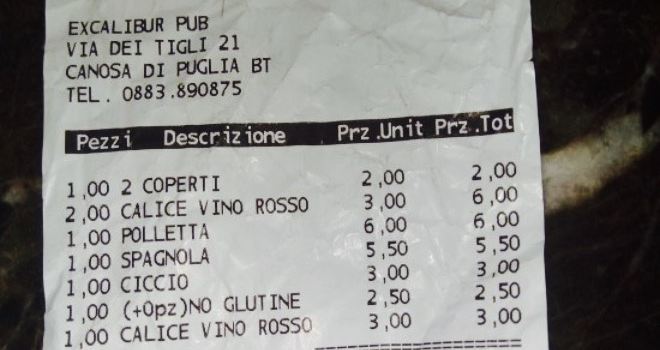 EXCALIBUR PUB
VIA DEI TIGLI 21
CANOSA DI PUGLIA BT
TEL. 0883.890875
Pezzi Descrizione Prz.Unit Prz.Tot
1,00 2 COPERTI 2,00 2,00
2,00 CALICE VINO ROSSO 3,00 6,00
1,00 POLLETTA 6,00 6,00
1,00 SPAGNOLA 5,50 5,50
1,00 CICCIO 3,00 3,00
1,00 (+0pz)NO GLUTINE 2,50 2,50
1,00 CALICE VINO ROSSO 3,00 3,00